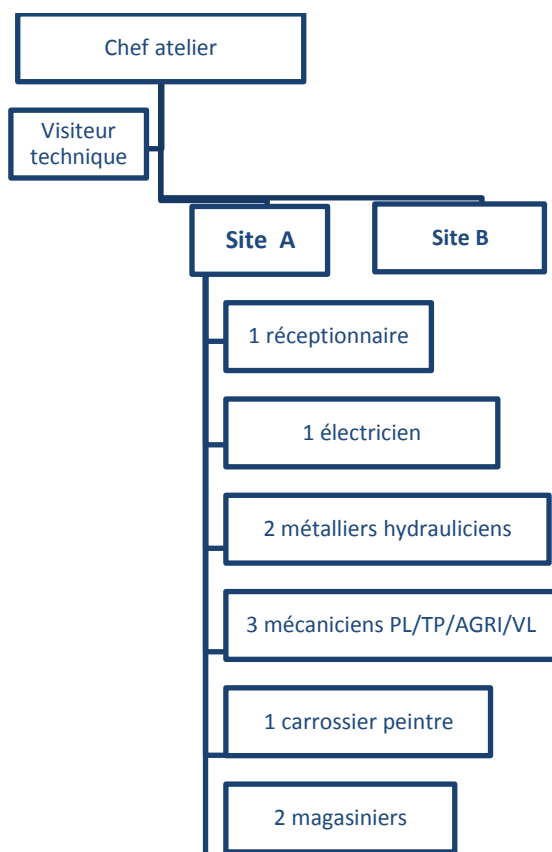 Chef atelier
Visiteur
technique
Site A
Site B
1 réceptionnaire
1 électricien
2 métalliers hydrauliciens
3 mécaniciens PL/TP/AGRI/VL
1 carrossier peintre
2 magasiniers